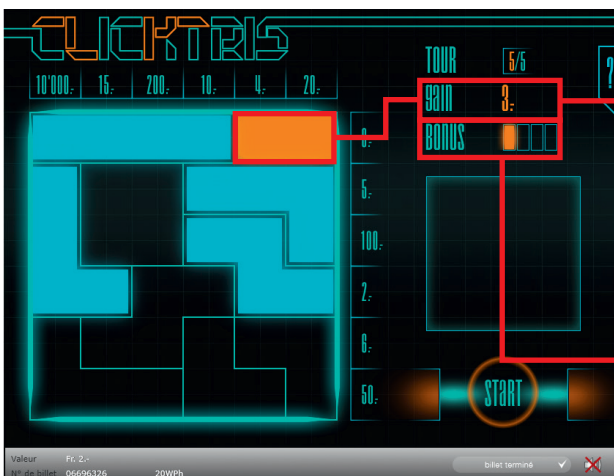 CLICKTRIS
10'000.- 15.- 200.- 10.- 4.- 20.-
TOUR 5/5
gain 3.-
BONUS
?
5.-
100.-
2.-
6.-
50.-
START
Valeur Fr. 2.-
N° de billet 06696326 20WPh
billet terminé